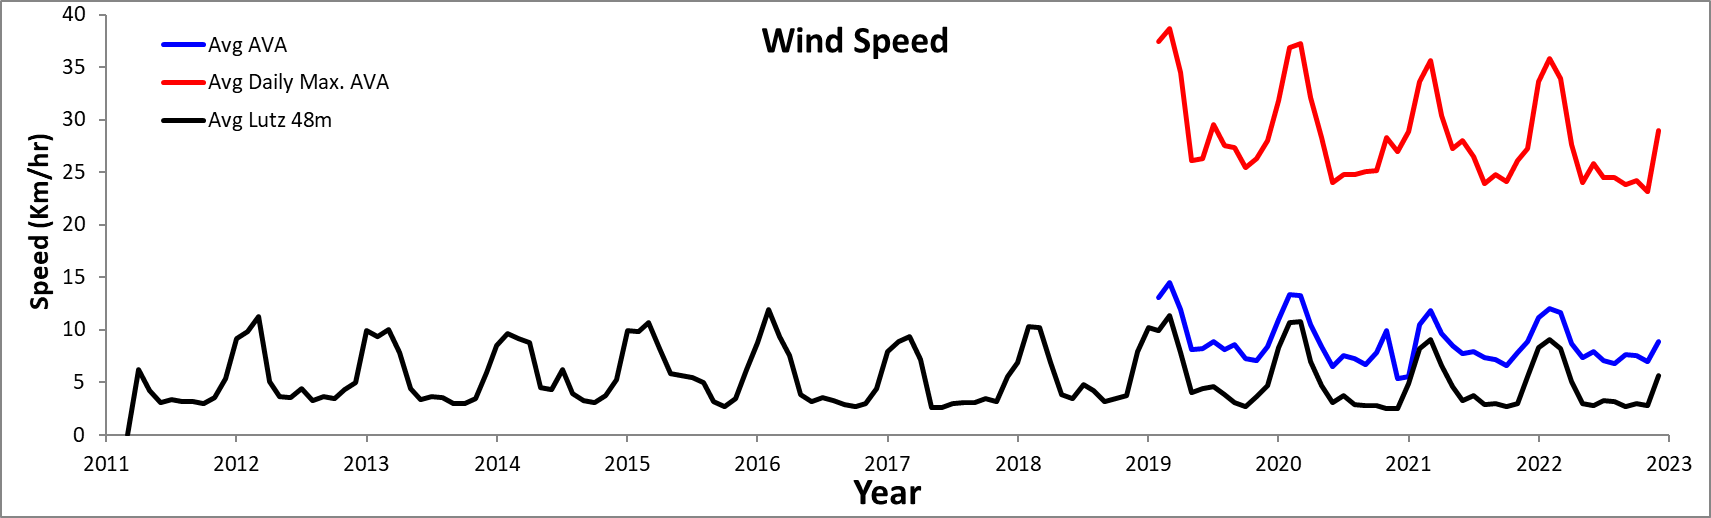 Wind Speed
Avg AVA
Avg Daily Max. AVA
Avg Lutz 48m
Speed (Km/hr)
40
35
30
25
20
15
10
5
0
2011 2012 2013 2014 2015 2016 2017 2018 2019 2020 2021 2022 2023
Year